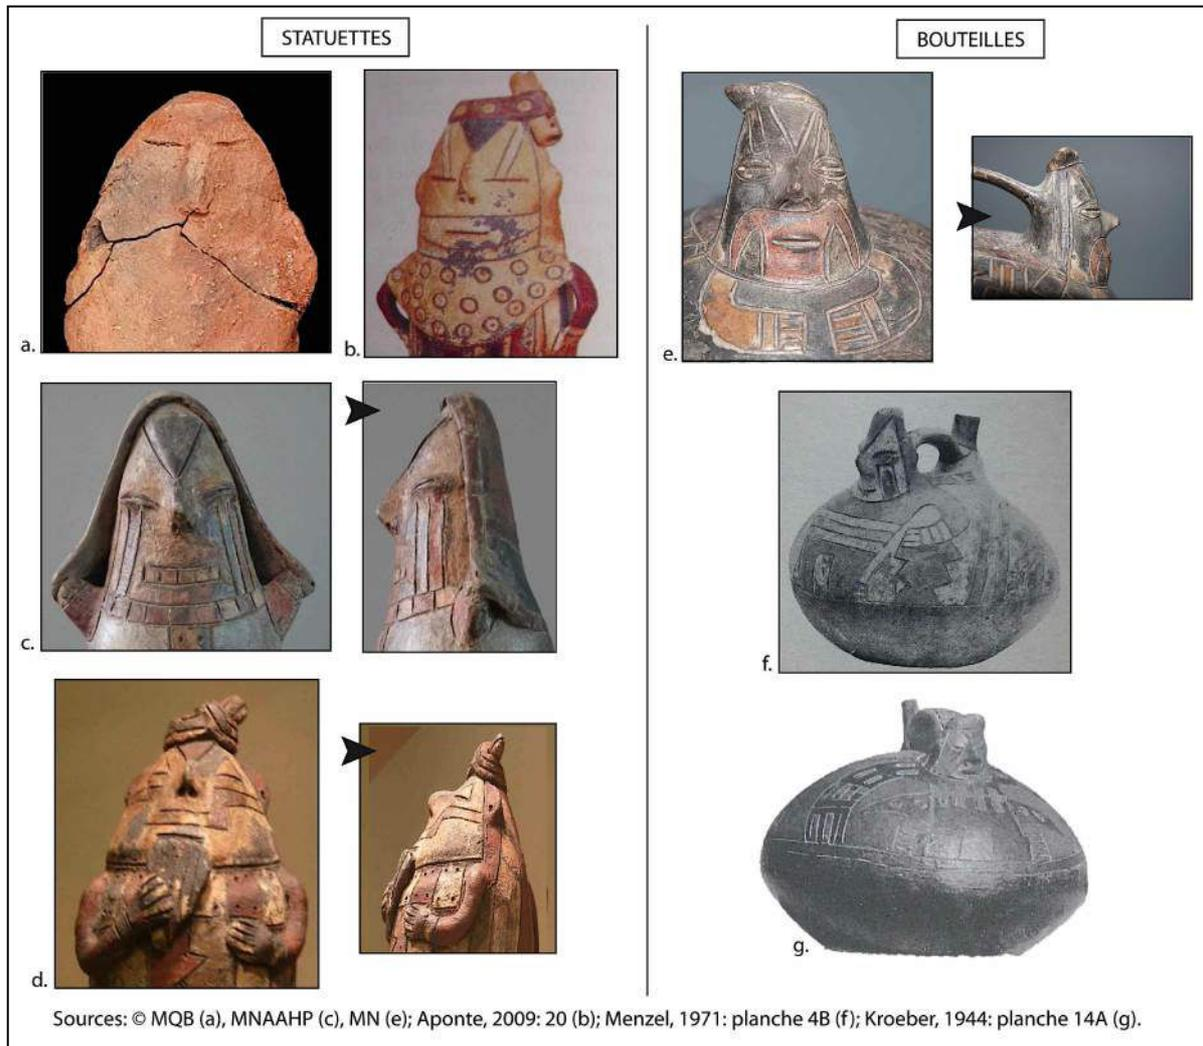 STATUETTES
BOUTEILLES
a.
b.
e.
c.
f.
d.
g.
Sources: © MQB (a), MNAAHP (c), MN (e); Aponte, 2009: 20 (b); Menzel, 1971: planche 4B (f); Kroeber, 1944: planche 14A (g).